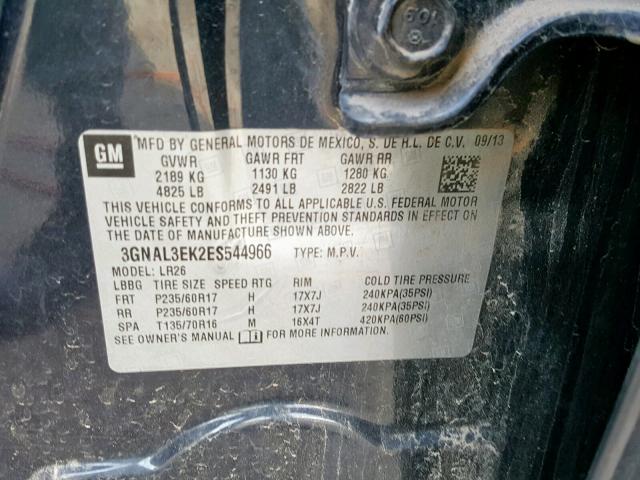 109
GM
MFD BY GENERAL MOTORS DE MEXICO, S. DE H.L. DE C.V. 09/13
GVWR GAWR FRT GAWR RR
2189 KG 1130 KG 1280 KG
4825 LB 2491 LB 2822 LB
THIS VEHICLE CONFORMS TO ALL APPLICABLE U.S. FEDERAL MOTOR
VEHICLE SAFETY AND THEFT PREVENTION STANDARDS IN EFFECT ON
THE DATE OF MANUFACTURE SHOWN ABOVE.
3GNAL3EK2ES544966 TYPE: M.P.V.
MODEL: LR26
LBBG TIRE SIZE SPEED RTG RIM COLD TIRE PRESSURE
FRT P235/60R17 H 17X7J 240KPA(35PSI)
RR P235/60R17 H 17X7J 240KPA(35PSI)
SPA T135/70R16 M 16X4T 420KPA(60PSI)
SEE OWNER'S MANUAL FOR MORE INFORMATION.